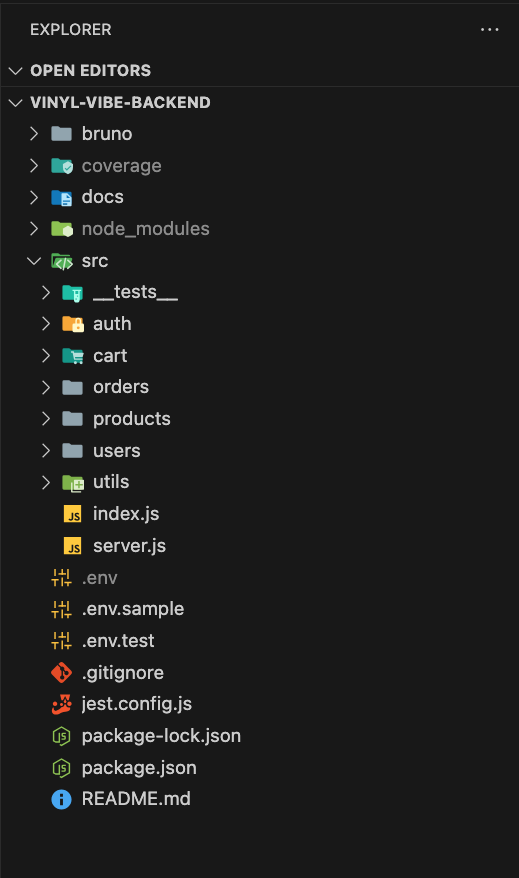 EXPLORER
OPEN EDITORS
VINYL-VIBE-BACKEND
bruno
coverage
docs
node_modules
src
__tests__
auth
cart
orders
products
users
utils
JS index.js
JS server.js
.env
.env.sample
.env.test
.gitignore
jest.config.js
JS package-lock.json
JS package.json
README.md